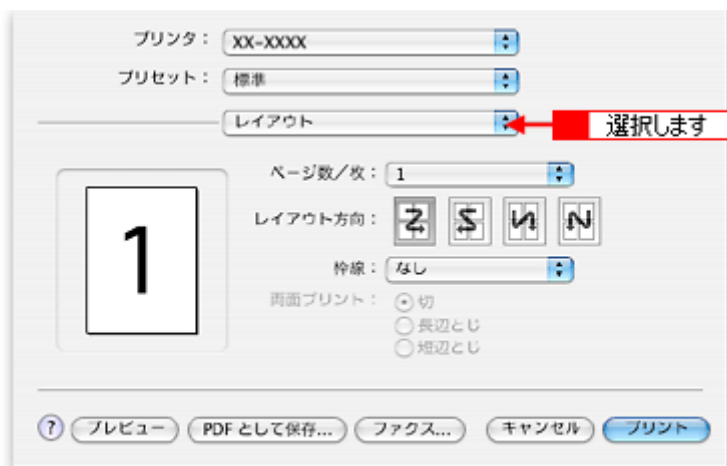 プリンタ： XX-XXXX
プリセット： 標準
レイアウト 選択します
ページ数／枚： 1
1
レイアウト方向：
枠線： なし
両面プリント： 切
長辺とじ
短辺とじ
? プレビュー PDF として保存... ファクス... キャンセル プリント